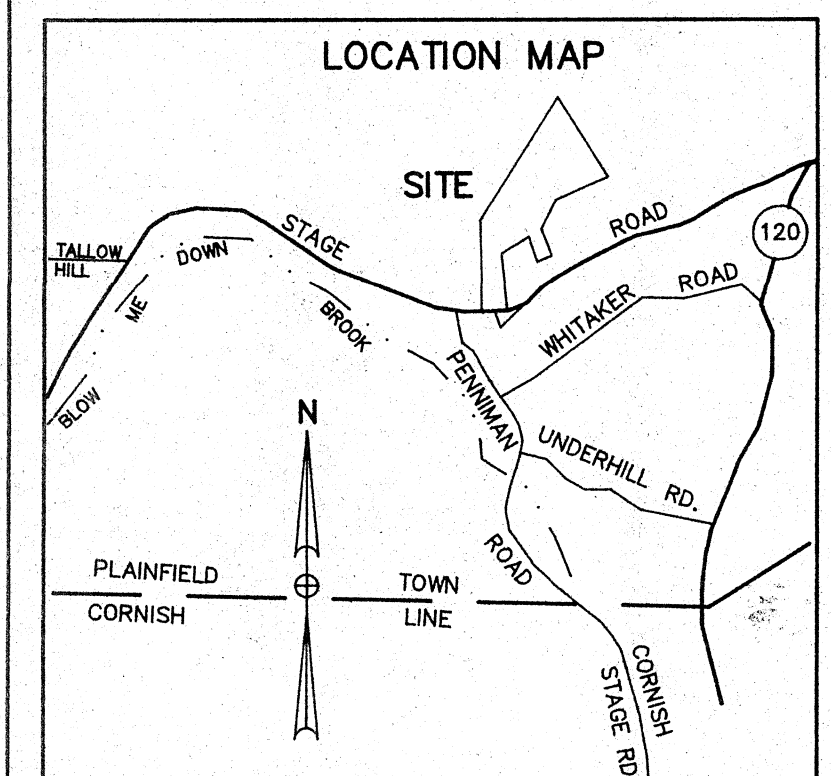 LOCATION MAP
SITE
STAGE
ROAD
120
TALLOW
HILL
DOWN
ME
BROOK
BLOW
WHITAKER
ROAD
PENNIMAN
N
UNDERHILL RD.
ROAD
PLAINFIELD
CORNISH
TOWN
LINE
CORNISH
STAGE RD